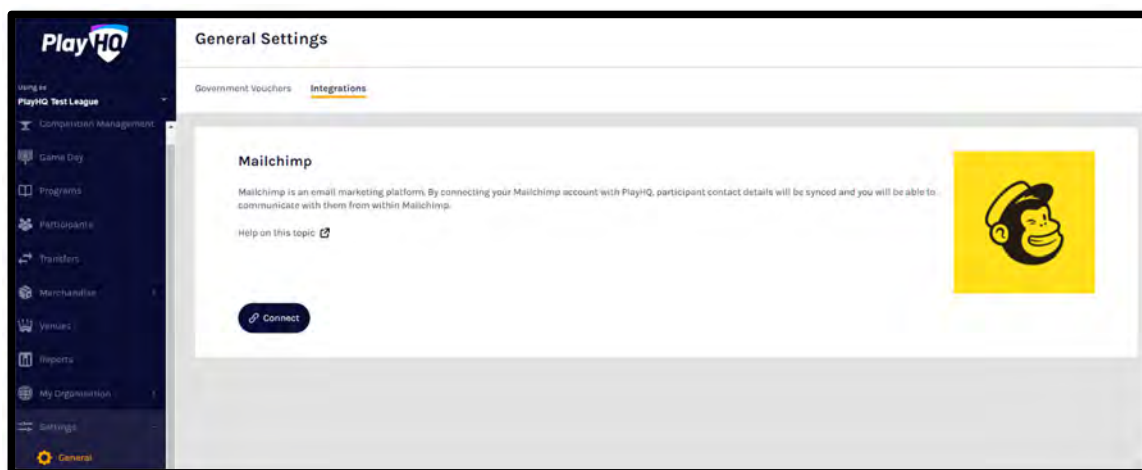 PlayHQ
Using as
PlayHQ Test League
Competition Management
Game Day
Programs
Participants
Transfers
Merchandise
Venues
Reports
My Organisation
Settings
General
General Settings
Government Vouchers Integrations
Mailchimp
Mailchimp is an email marketing platform. By connecting your Mailchimp account with PlayHQ, participant contact details will be synced and you will be able to
communicate with them from within Mailchimp.
Help on this topic
Connect